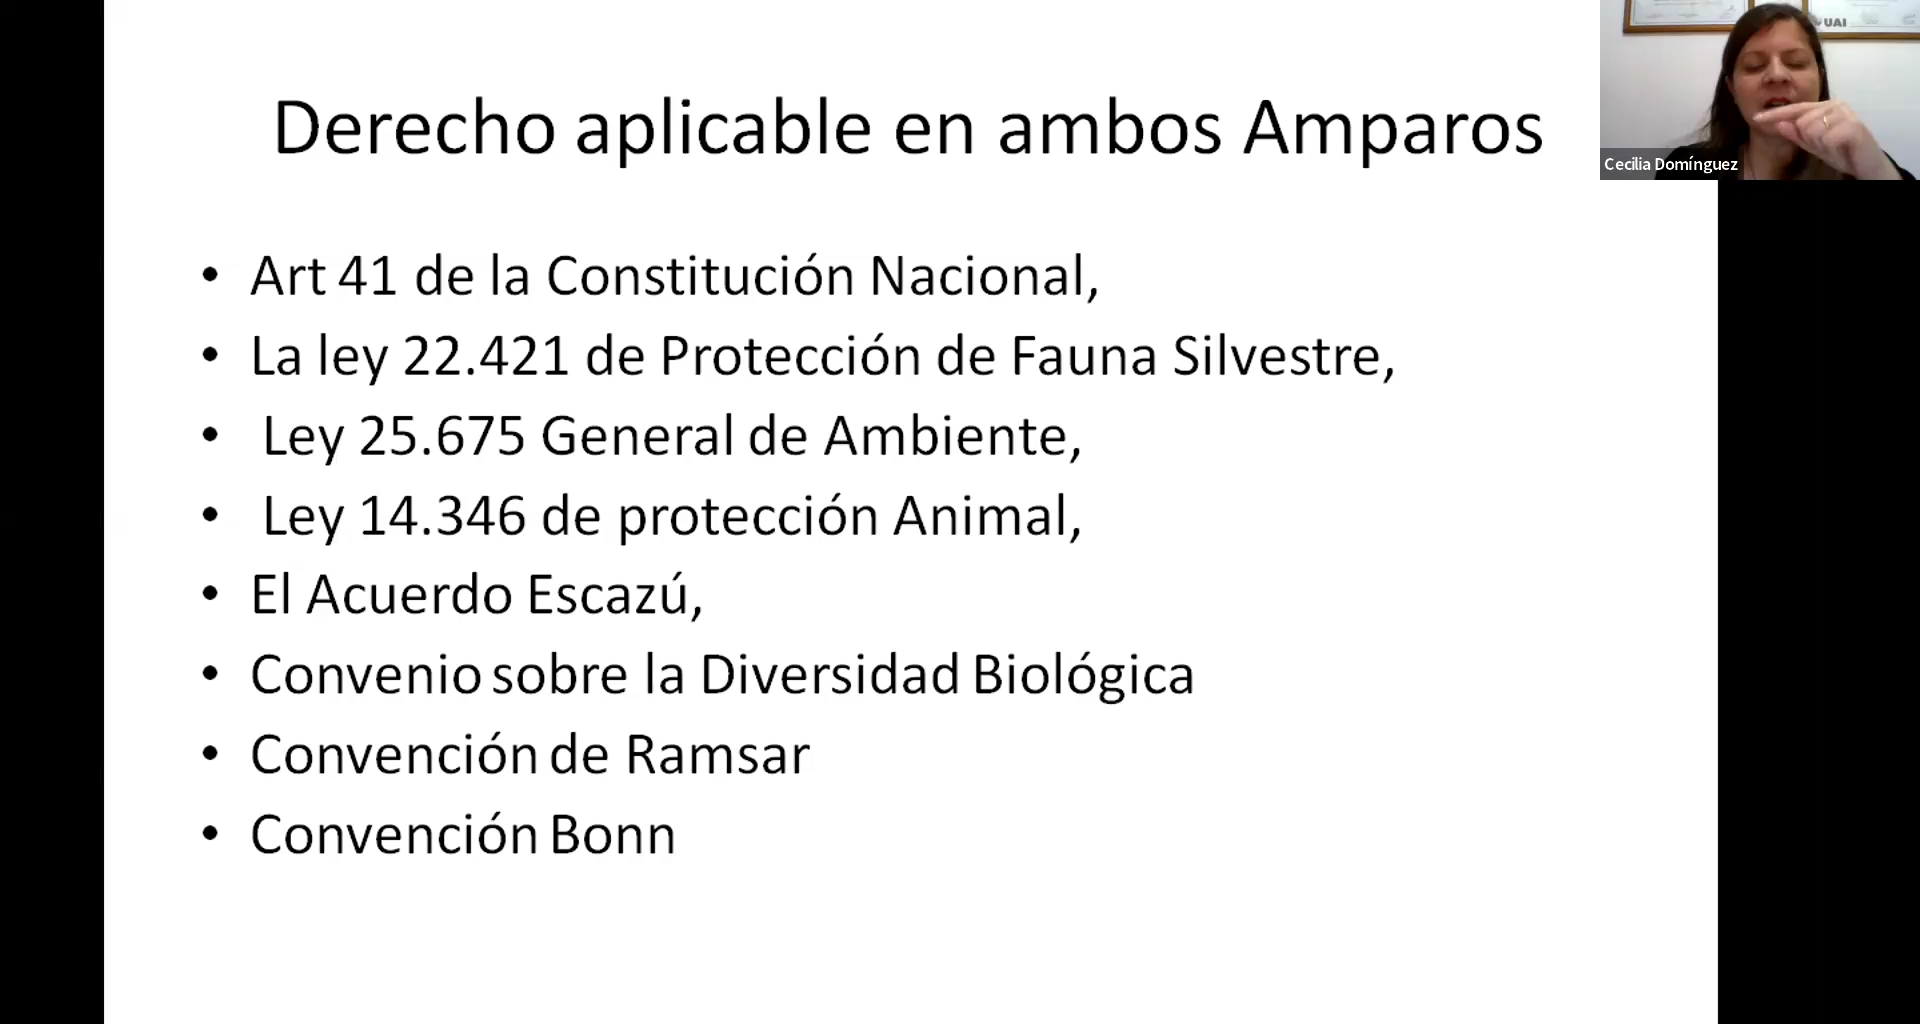 Derecho aplicable en ambos Amparos
• Art 41 de la Constitución Nacional,
• La ley 22.421 de Protección de Fauna Silvestre,
• Ley 25.675 General de Ambiente,
• Ley 14.346 de protección Animal,
• El Acuerdo Escazú,
• Convenio sobre la Diversidad Biológica
• Convención de Ramsar
• Convención Bonn
UAI
Cecilia Domínguez